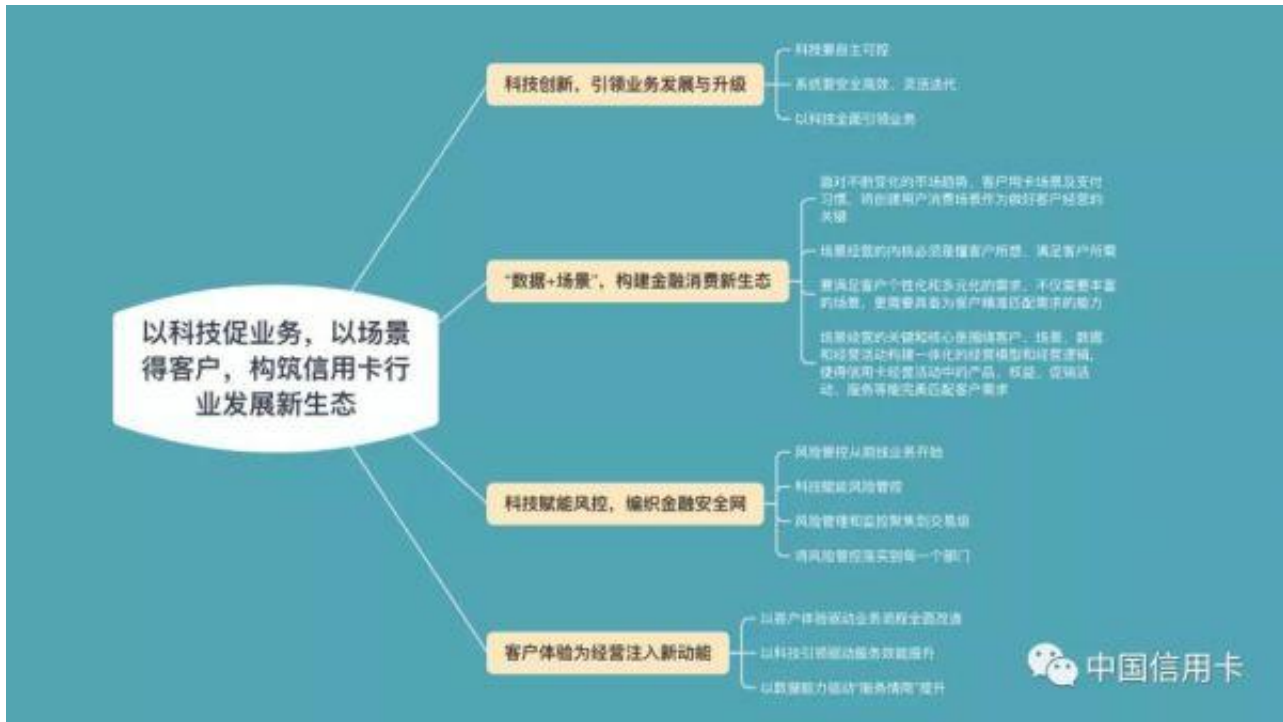 科技要自主可控
科技创新，引领业务发展与升级
系统要安全高效、灵活迭代
以科技全面引领业务
面对不断变化的市场趋势、客户用卡场景及支付
习惯，将创建用户消费场景作为做好客户经营的
关键
场景经营的内核必须是懂客户所想、满足客户所需
“数据+场景”，构建金融消费新生态
要满足客户个性化和多元化的需求，不仅需要丰富
的场景，更需要具备为客户精准匹配需求的能力
以科技促业务，以场景
得客户，构筑信用卡行
业发展新生态
场景经营的关键和核心是围绕客户、场景、数据
和经营活动构建一体化的经营模型和经营逻辑，
使得信用卡经营活动中的产品、权益、促销活
动、服务等能完美匹配客户需求
风险管控从前线业务开始
科技赋能风险管控
科技赋能风控，编织金融安全网
风险管理和监控聚焦到交易级
将风险管控落实到每一个部门
以客户体验驱动业务流程全面改造
客户体验为经营注入新动能
以科技引领驱动服务效能提升
以数据能力驱动“服务情商”提升
中国信用卡